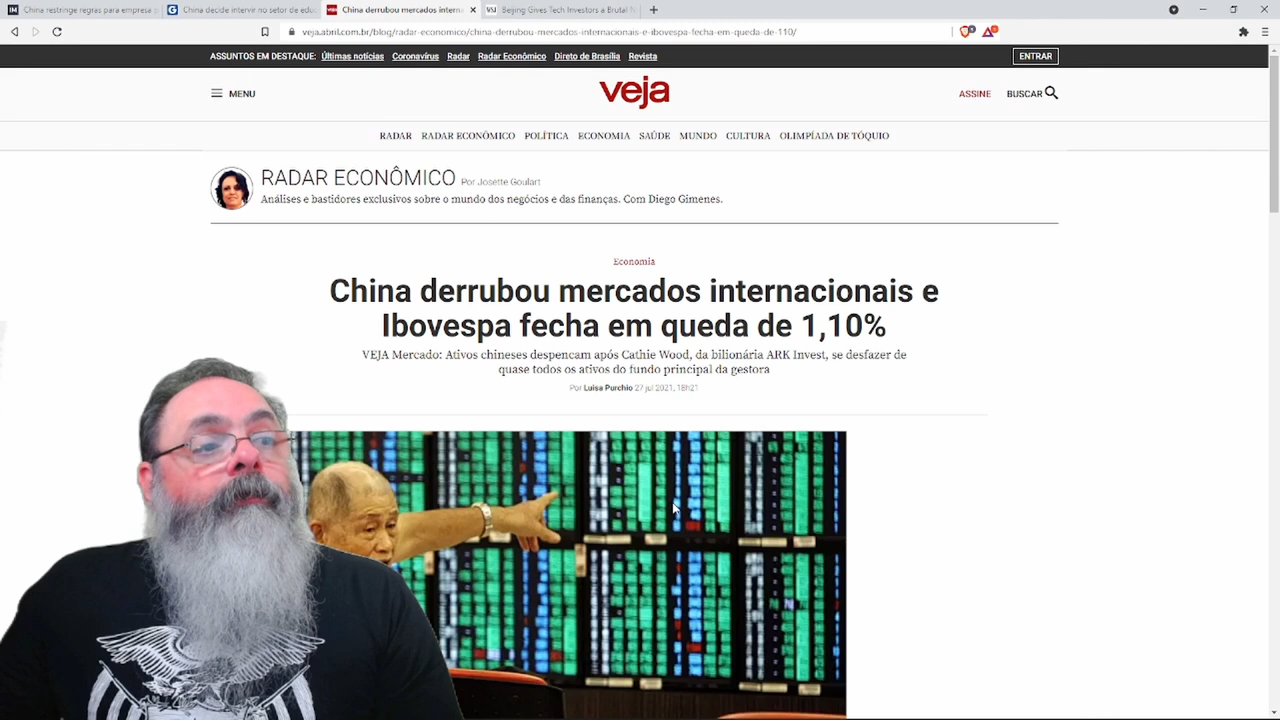 China restringe regras para empresa
China decide intervir no setor de edu
China derrubou mercados interna
Beijing Gives Tech Investors a Brutal
veja.abril.com.br/blog/radar-economico/china-derrubou-mercados-internacionais-e-ibovespa-fecha-em-queda-de-110/
ASSUNTOS EM DESTAQUE: Últimas notícias Coronavírus Radar Radar Econômico Direto de Brasília Revista ENTRAR
MENU veja ASSINE BUSCAR
RADAR RADAR ECONÔMICO POLÍTICA ECONOMIA SAÚDE MUNDO CULTURA OLIMPÍADA DE TÓQUIO
RADAR ECONÔMICO Por Josette Goulart
Análises e bastidores exclusivos sobre o mundo dos negócios e das finanças. Com Diego Gimenes.
Economia
China derrubou mercados internacionais e
Ibovespa fecha em queda de 1,10%
VEJA Mercado: Ativos chineses despencam após Cathie Wood, da bilionária ARK Invest, se desfazer de
quase todos os ativos do fundo principal da gestora
Por Luisa Purchio 27 jul 2021, 18h21